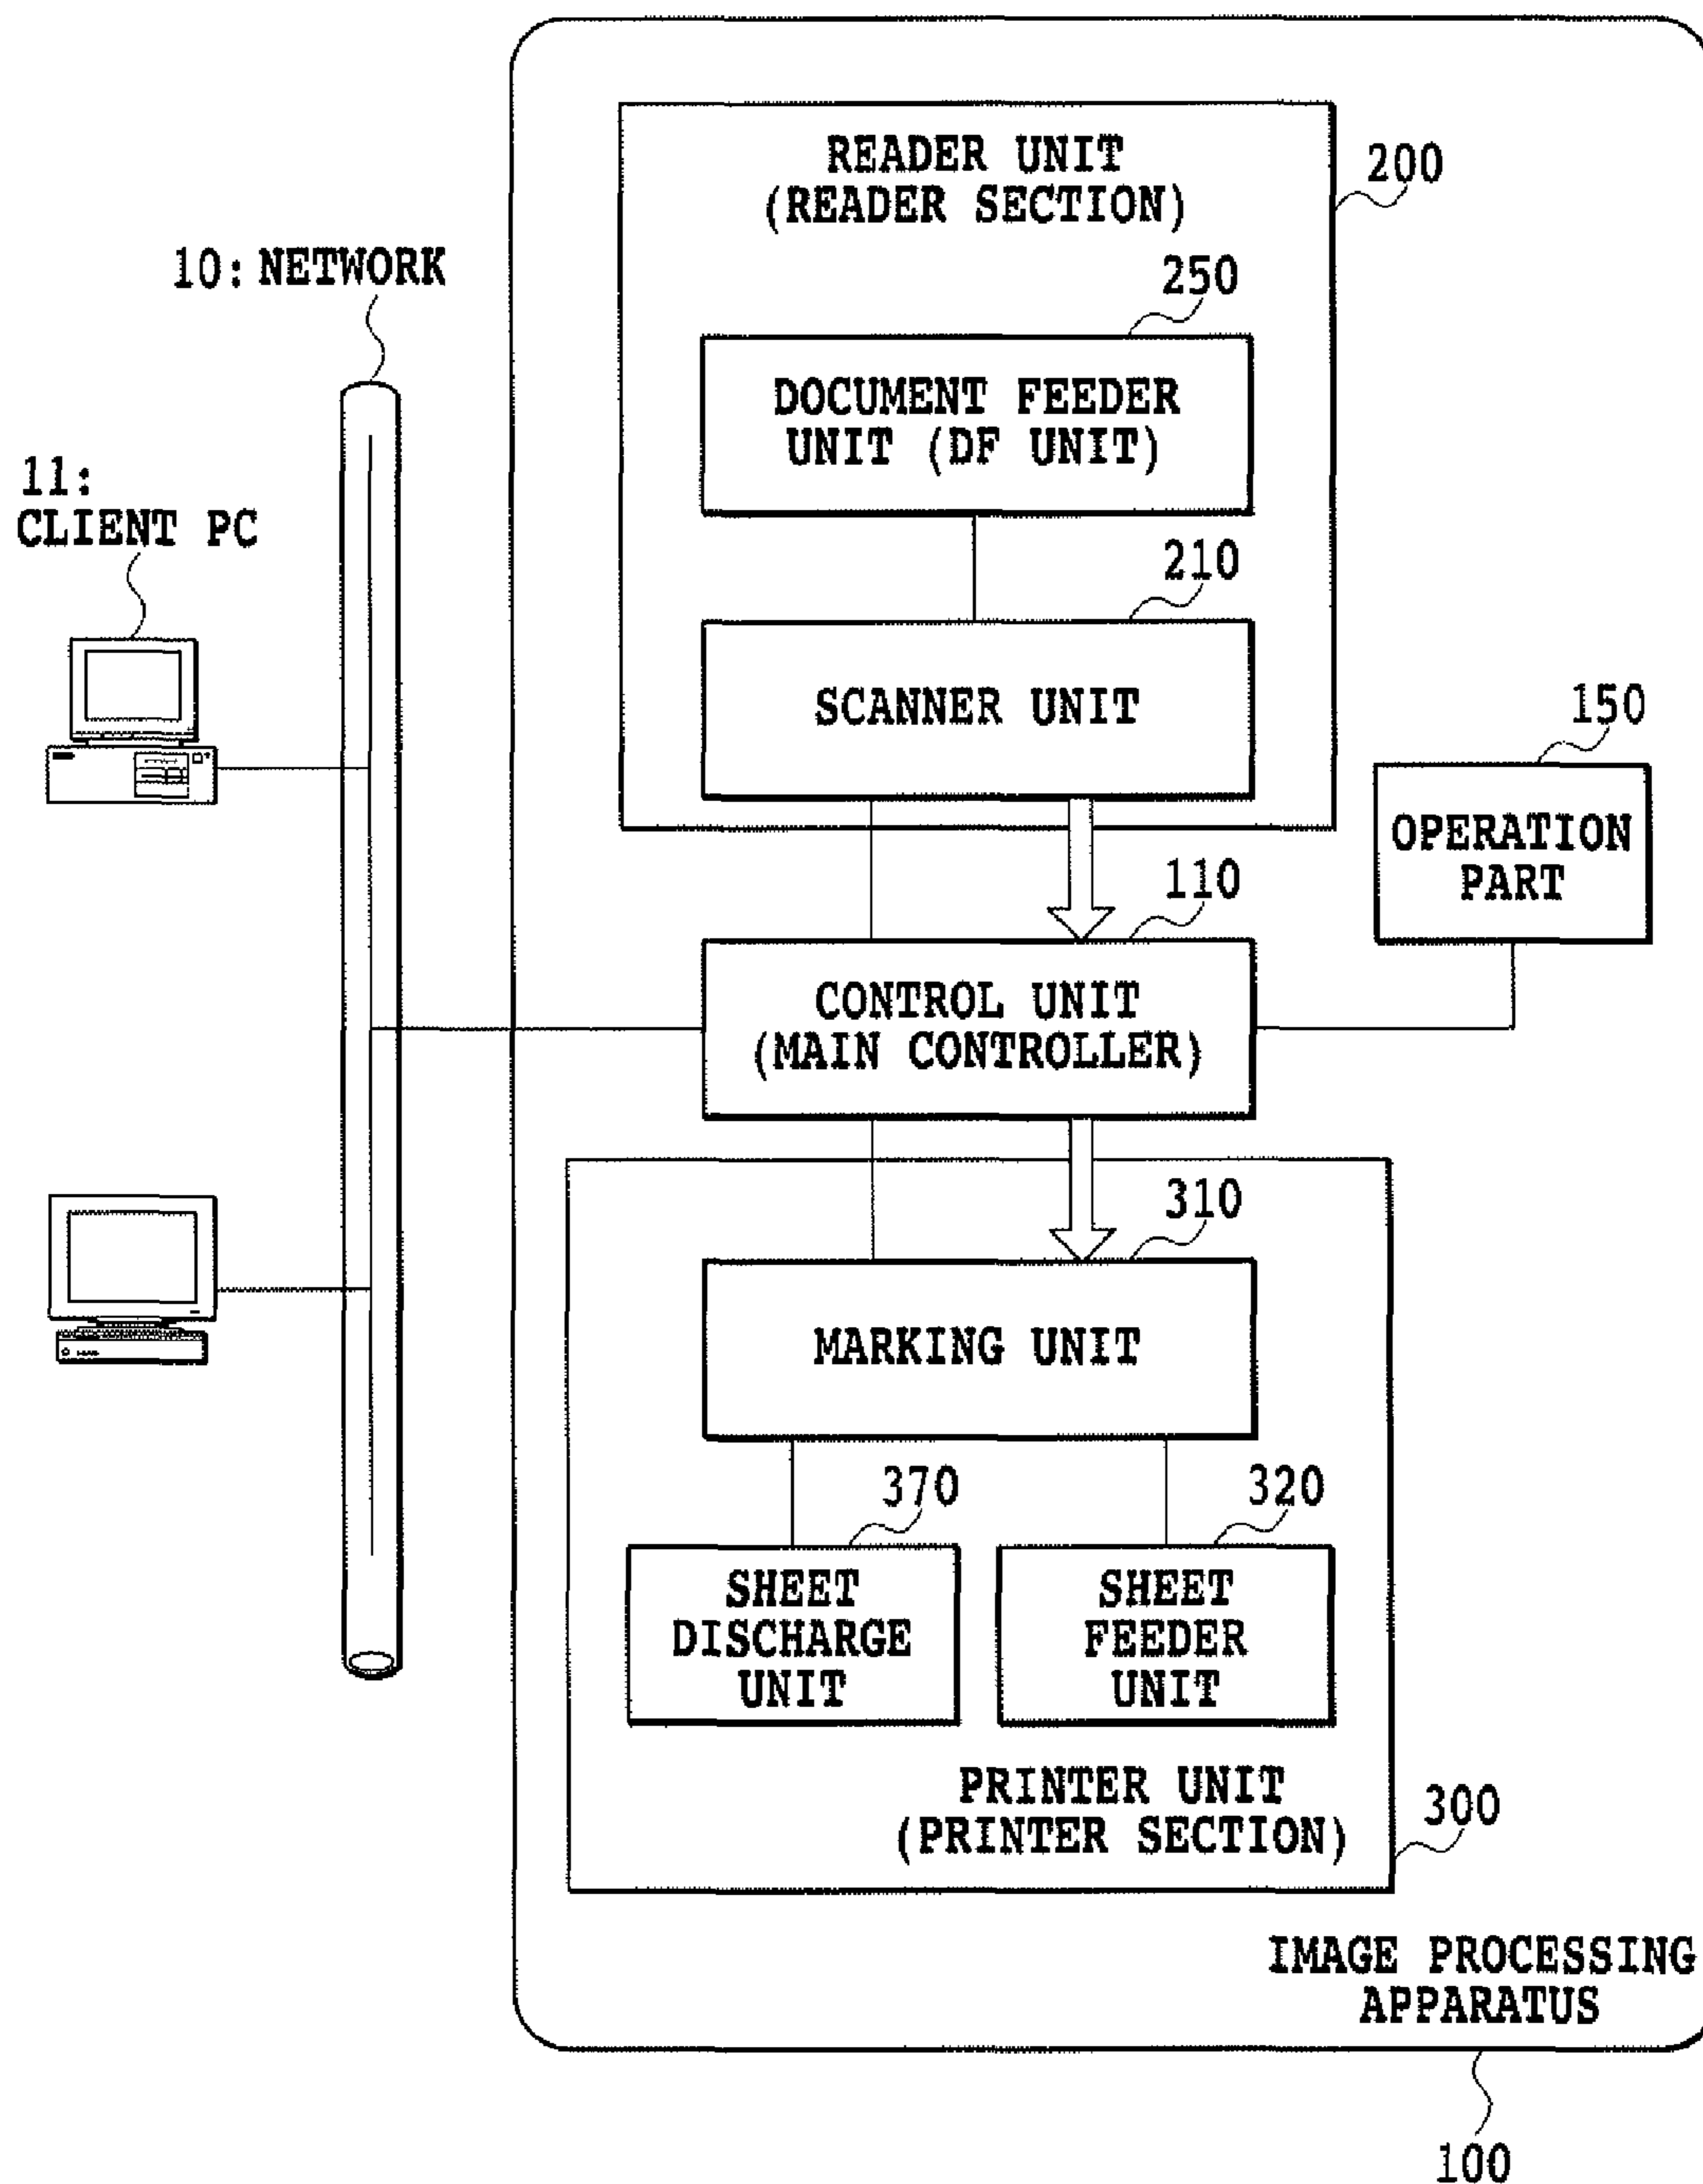 READER UNIT
(READER SECTION)
200
10: NETWORK
250
DOCUMENT FEEDER
UNIT (DF UNIT)
11:
CLIENT PC
210
SCANNER UNIT
150
OPERATION
PART
110
CONTROL UNIT
(MAIN CONTROLLER)
310
MARKING UNIT
370
320
SHEET
DISCHARGE
UNIT
SHEET
FEEDER
UNIT
PRINTER UNIT
(PRINTER SECTION)
300
IMAGE PROCESSING
APPARATUS
100